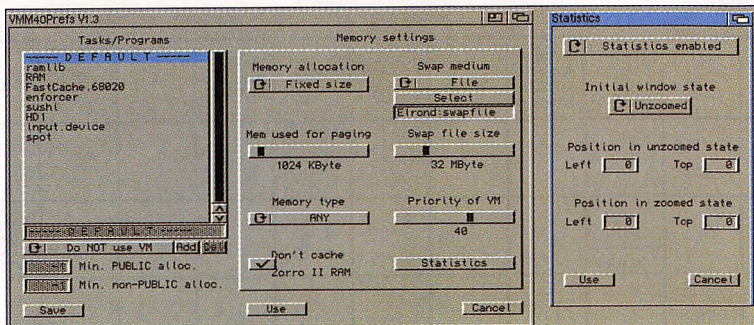 VMM40Prefs V1.3
Tasks/Programs
----- D E F A U L T -----
ramlib
RAM
FastCache.68020
enforcer
sushi
HD1
input.device
spot
----- D E F A U L T -----
Do NOT use VM
Add
Del
Min. PUBLIC alloc.
Min. non-PUBLIC alloc.
Save
Memory settings
Memory allocation
Fixed size
Swap medium
File
Select
Elrond:swapfile
Mem used for paging
1024 KByte
Swap file size
32 MByte
Memory type
ANY
Priority of VM
40
Don't cache
Zorro II RAM
Statistics
Use
Cancel
Statistics
Statistics enabled
Initial window state
Unzoomed
Position in unzoomed state
Left 0 Top 0
Position in zoomed state
Left 0 Top 0
Use
Cancel